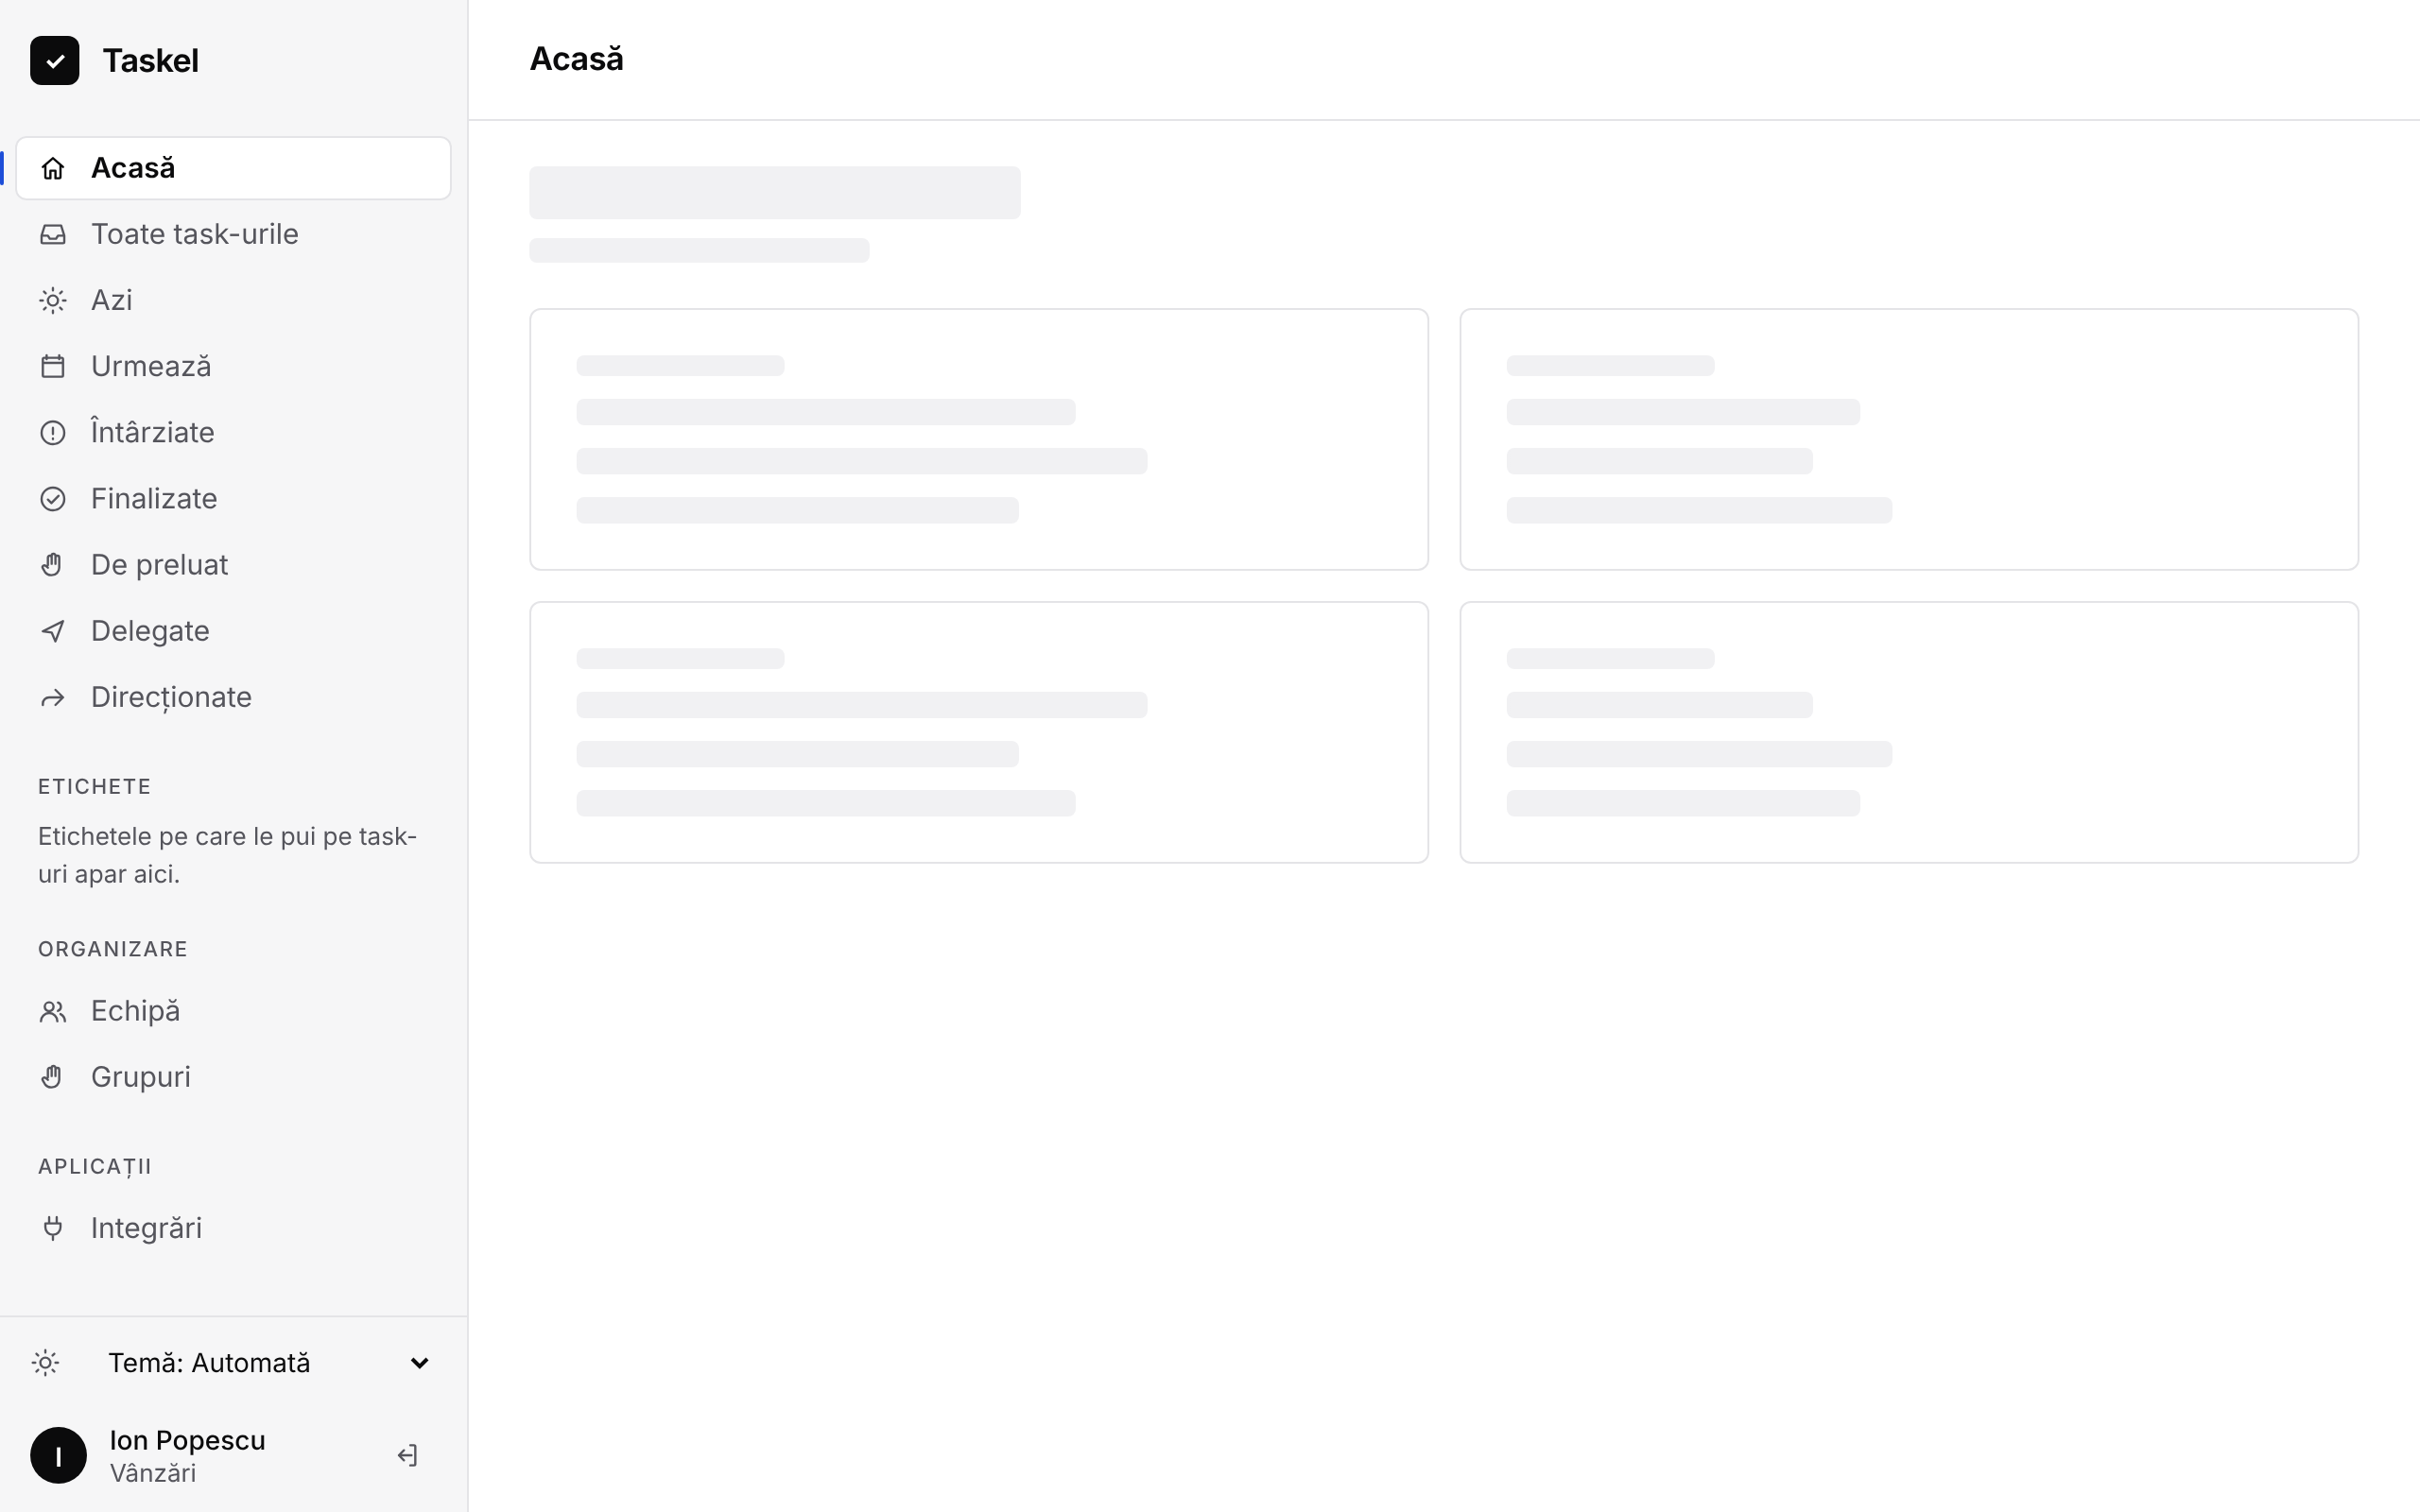 Taskel
Acasă
Acasă
Toate task-urile
Azi
Urmează
Întârziate
Finalizate
De preluat
Delegate
Direcționate
ETICHETE
Etichetele pe care le pui pe task-
uri apar aici.
ORGANIZARE
Echipă
Grupuri
APLICAȚII
Integrări
Temă: Automată
I
Ion Popescu
Vânzări